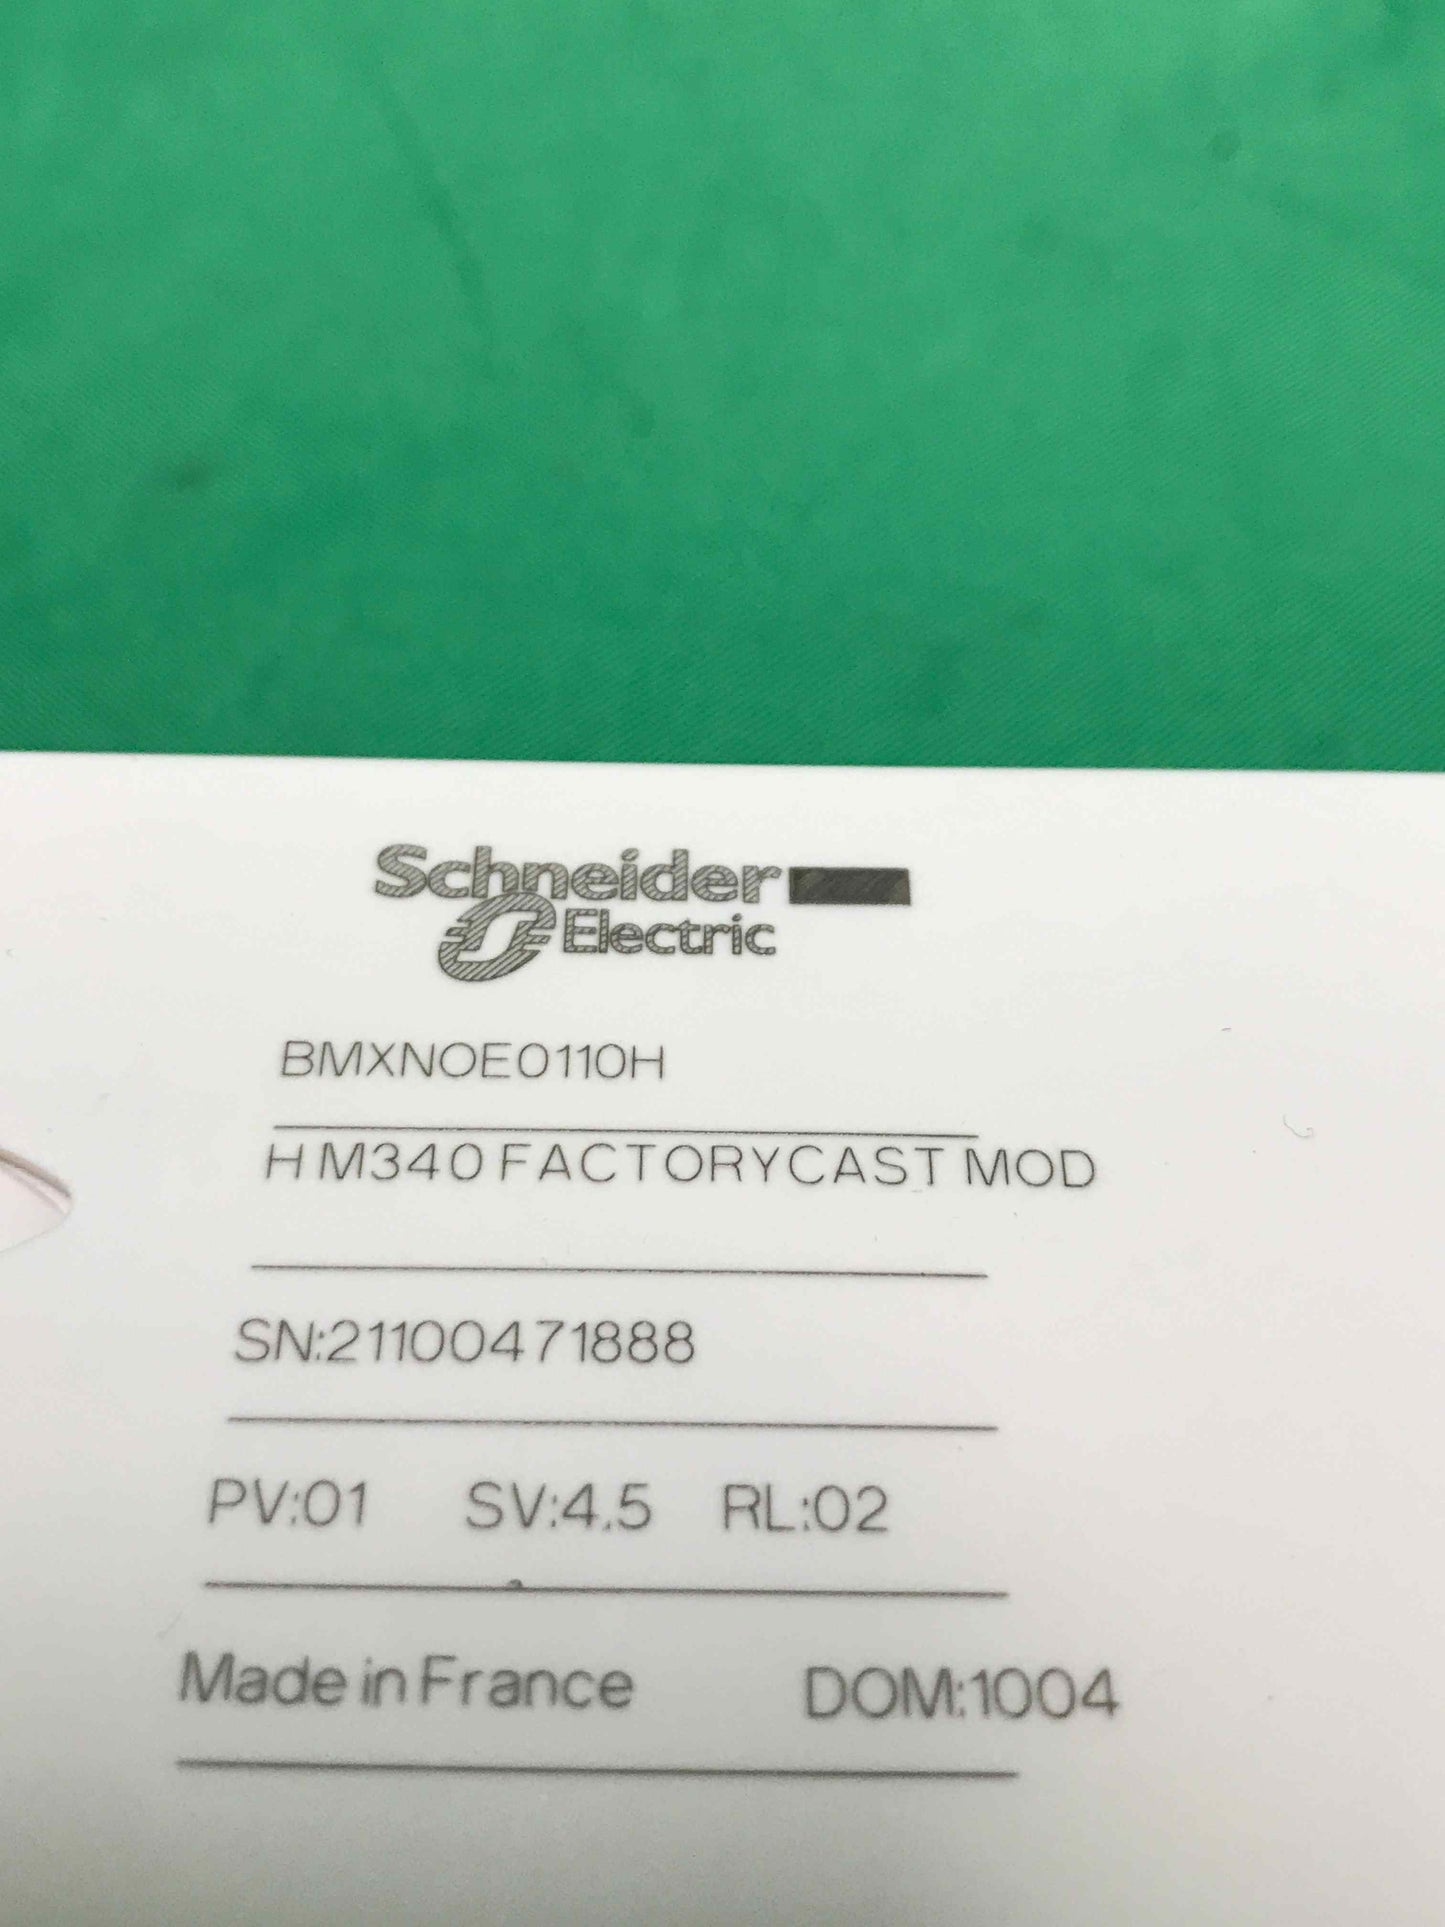 Schneider
Electric
BMXNOE0110H
H M340 FACTORYCAST MOD
SN:21100471888
PV:01 SV:4.5 RL:02
Made in France DOM:1004